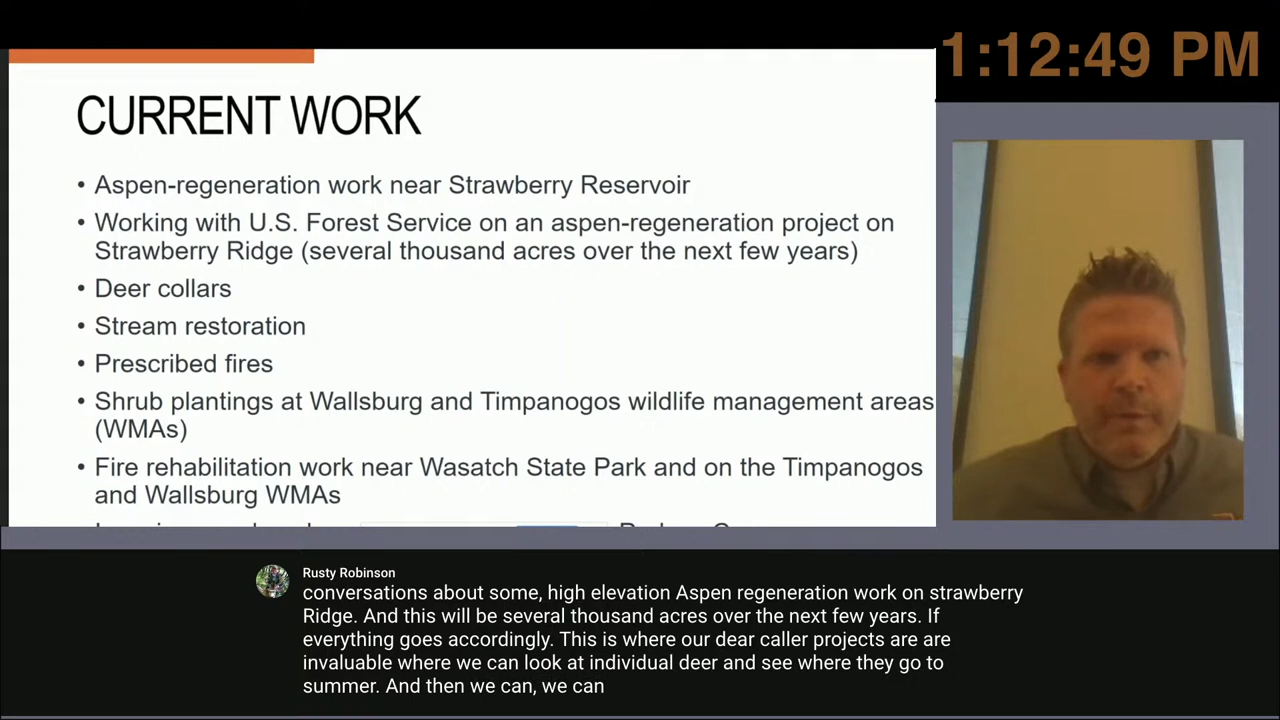 1:12:49 PM
CURRENT WORK
• Aspen-regeneration work near Strawberry Reservoir
• Working with U.S. Forest Service on an aspen-regeneration project on
Strawberry Ridge (several thousand acres over the next few years)
• Deer collars
• Stream restoration
• Prescribed fires
• Shrub plantings at Wallsburg and Timpanogos wildlife management areas
(WMAs)
• Fire rehabilitation work near Wasatch State Park and on the Timpanogos
and Wallsburg WMAs
Rusty Robinson
conversations about some, high elevation Aspen regeneration work on strawberry
Ridge. And this will be several thousand acres over the next few years. If
everything goes accordingly. This is where our dear caller projects are are
invaluable where we can look at individual deer and see where they go to
summer. And then we can, we can